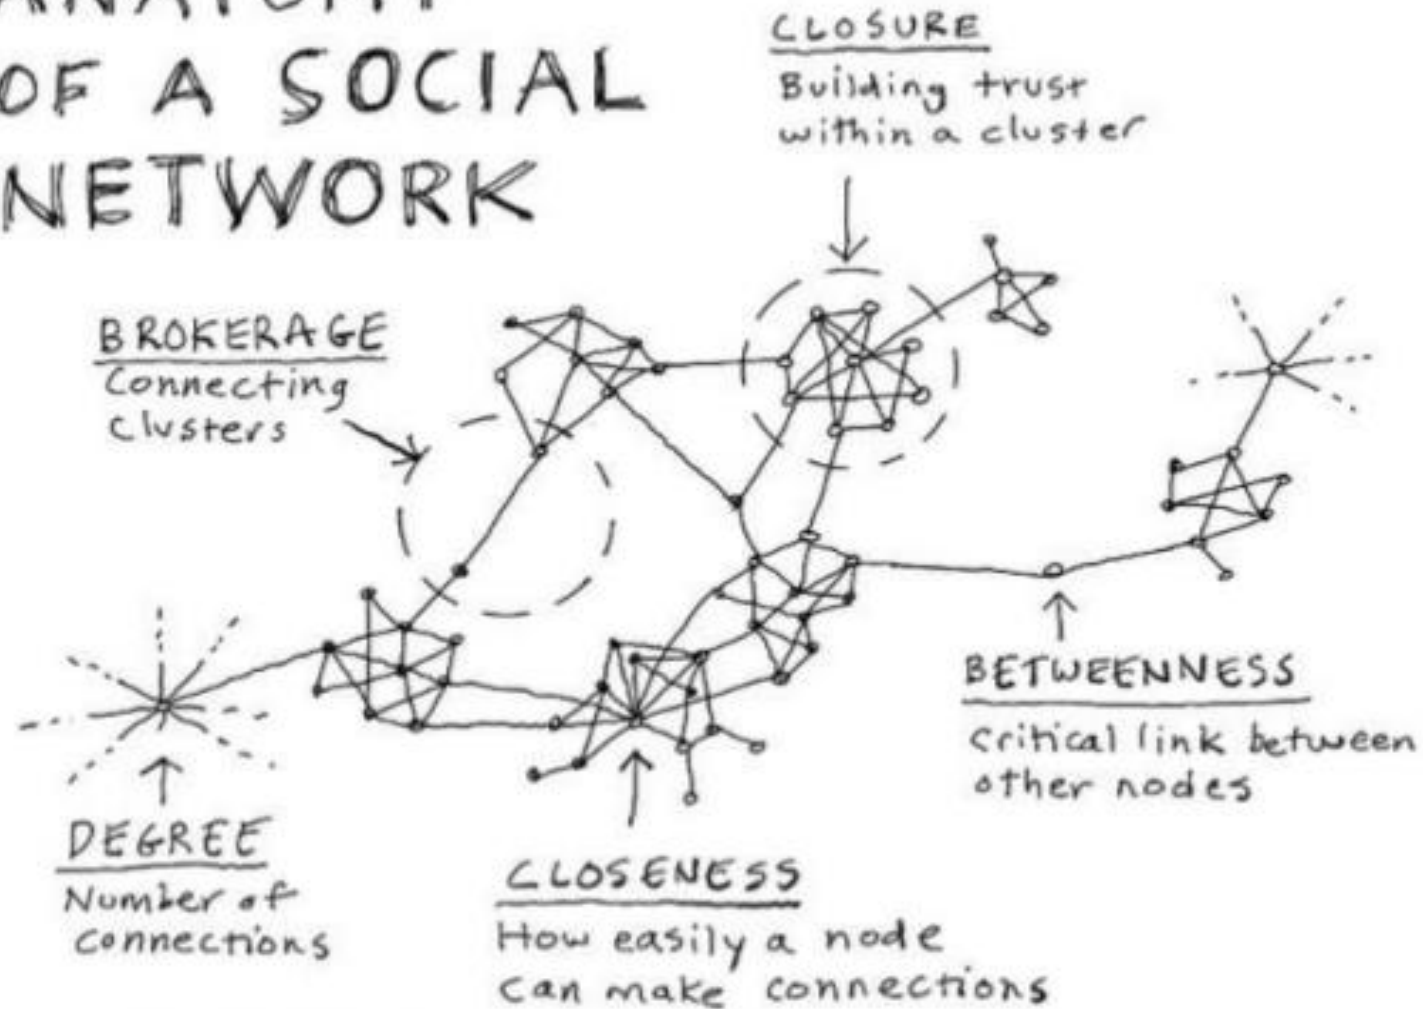 ANATOMY
OF A SOCIAL
NETWORK
CLOSURE
Building trust
within a cluster
BROKERAGE
Connecting
clusters
BETWEENNESS
critical link between
other nodes
DEGREE
Number of
connections
CLOSENESS
How easily a node
can make connections